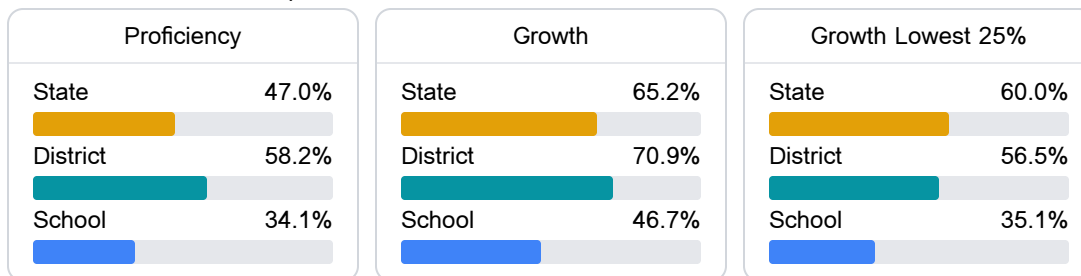 Proficiency
State 47.0%
District 58.2%
School 34.1%
Growth
State 65.2%
District 70.9%
School 46.7%
Growth Lowest 25%
State 60.0%
District 56.5%
School 35.1%